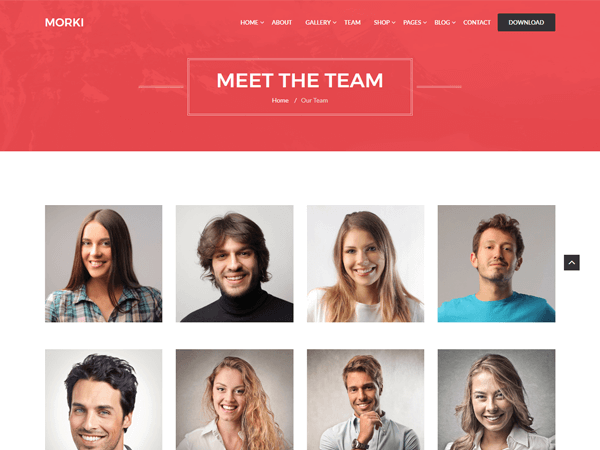 MORKI
HOME ABOUT GALLERY TEAM SHOP PAGES BLOG CONTACT DOWNLOAD
MEET THE TEAM
Home / Our Team